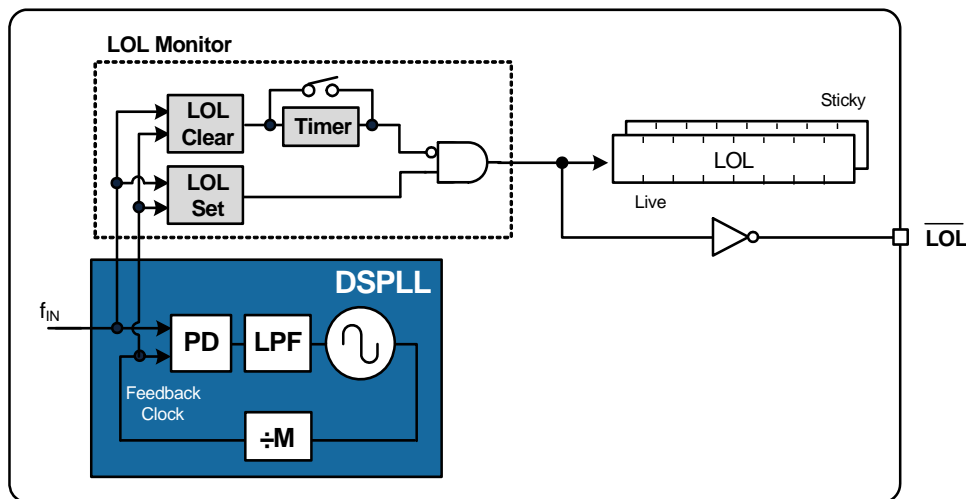 LOL Monitor
LOL
Clear
Timer
LOL
Set
Sticky
LOL
Live
LOL
DSPLL
fIN
PD
LPF
Feedback
Clock
÷M